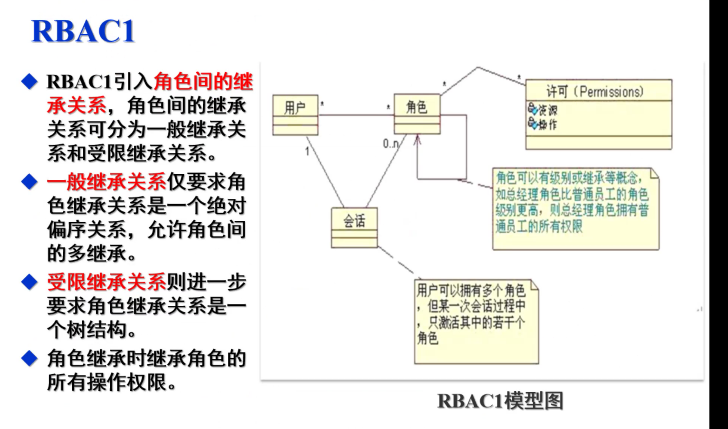 RBAC1
RBAC1引入角色间的继
承关系，角色间的继承
关系可分为一般继承关
系和受限继承关系。
一般继承关系仅要求角
色继承关系是一个绝对
偏序关系，允许角色间
的多继承。
受限继承关系则进一步
要求角色继承关系是一
个树结构。
角色继承时继承角色的
所有操作权限。
用户
*
*
角色
*
*
许可（Permissions）
资源
操作
1
0..n
会话
角色可以有级别或继承等概念，
如总经理角色比普通员工的角色
级别更高，则总经理角色拥有普
通员工的所有权限
用户可以拥有多个角色
，但某一次会话过程中
，只激活其中的若干个
角色
RBAC1模型图